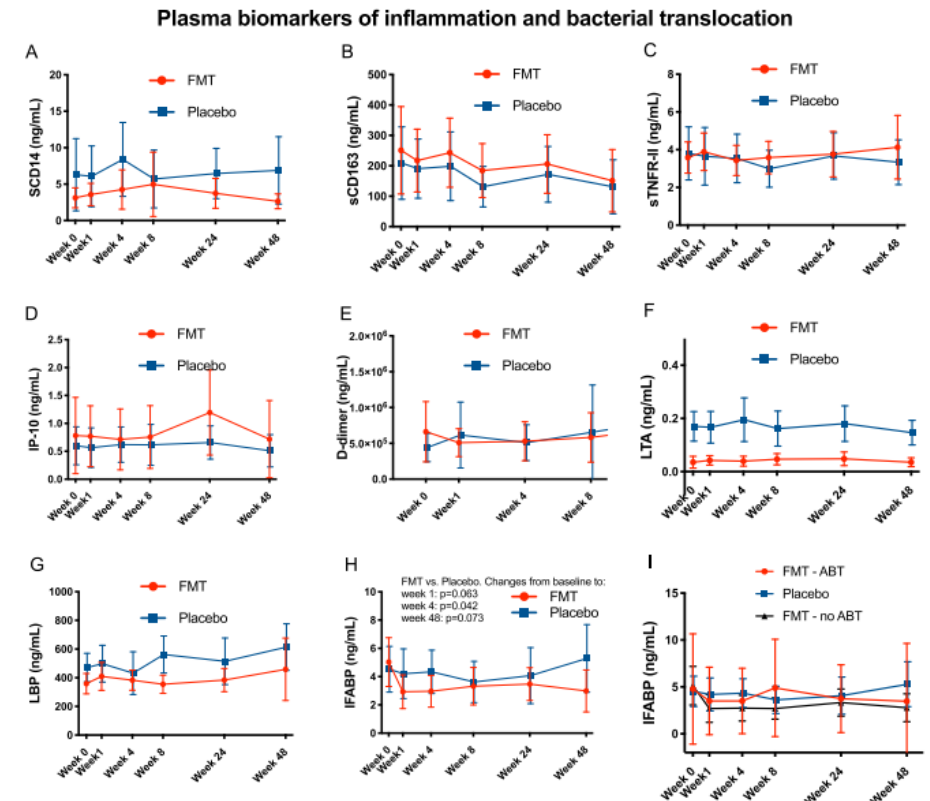 Plasma biomarkers of inflammation and bacterial translocation
A
SCD14 (ng/mL)
20
15
10
5
0
FMT
Placebo
Week 0
Week1
Week 4
Week 8
Week 24
Week 48
B
sCD163 (ng/mL)
500
400
300
200
100
0
FMT
Placebo
Week 0
Week1
Week 4
Week 8
Week 24
Week 48
C
sTNFR-II (ng/mL)
8
6
4
2
0
FMT
Placebo
Week 0
Week1
Week 4
Week 8
Week 24
Week 48
D
IP-10 (ng/mL)
2.5
2.0
1.5
1.0
0.5
0.0
FMT
Placebo
Week 0
Week1
Week 4
Week 8
Week 24
Week 48
E
D-dimer (ng/mL)
2.0×10⁶
1.5×10⁶
1.0×10⁶
5.0×10⁵
0.0
FMT
Placebo
Week 0
Week1
Week 4
Week 8
F
LTA (ng/mL)
0.4
0.2
0.0
FMT
Placebo
Week 0
Week1
Week 4
Week 8
Week 24
Week 48
G
LBP (ng/mL)
1000
800
600
400
200
0
FMT
Placebo
Week 0
Week1
Week 4
Week 8
Week 24
Week 48
H
IFABP (ng/mL)
10
8
6
4
2
0
FMT vs. Placebo. Changes from baseline to:
week 1: p=0.063
week 4: p=0.042
week 48: p=0.073
FMT
Placebo
Week 0
Week1
Week 4
Week 8
Week 24
Week 48
I
IFABP (ng/mL)
15
10
5
0
FMT - ABT
Placebo
FMT - no ABT
Week 0
Week1
Week 4
Week 8
Week 24
Week 48